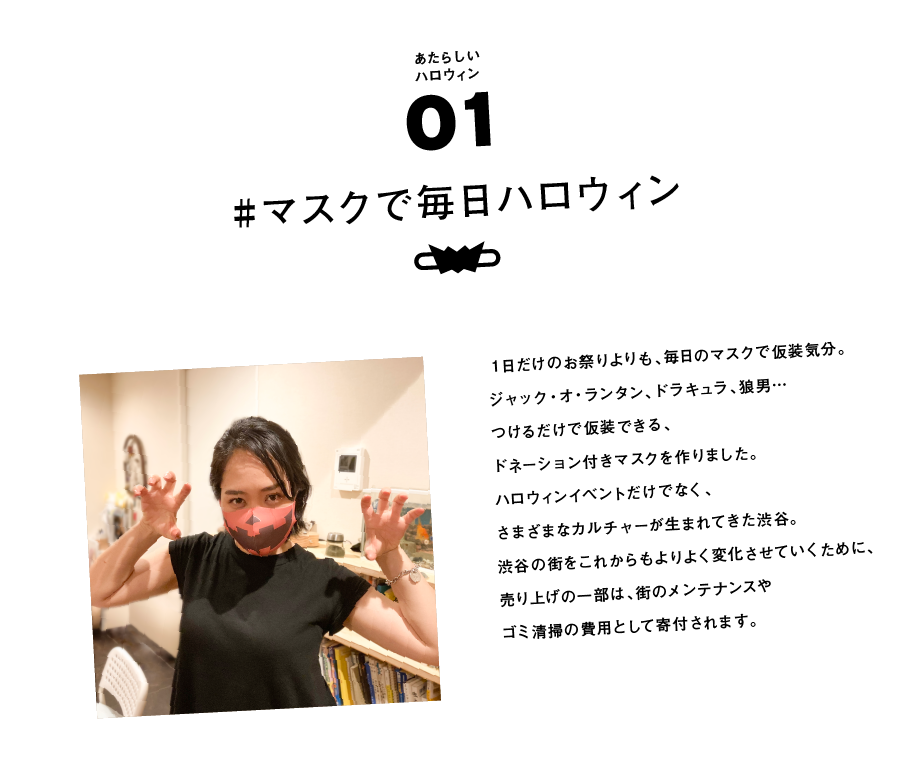 あたらしい
ハロウィン
01
#マスクで毎日ハロウィン
1日だけのお祭りよりも、毎日のマスクで仮装気分。
ジャック・オ・ランタン、ドラキュラ、狼男…
つけるだけで仮装できる、
ドネーション付きマスクを作りました。
ハロウィンイベントだけでなく、
さまざまなカルチャーが生まれてきた渋谷。
渋谷の街をこれからもよりよく変化させていくために、
売り上げの一部は、街のメンテナンスや
ゴミ清掃の費用として寄付されます。